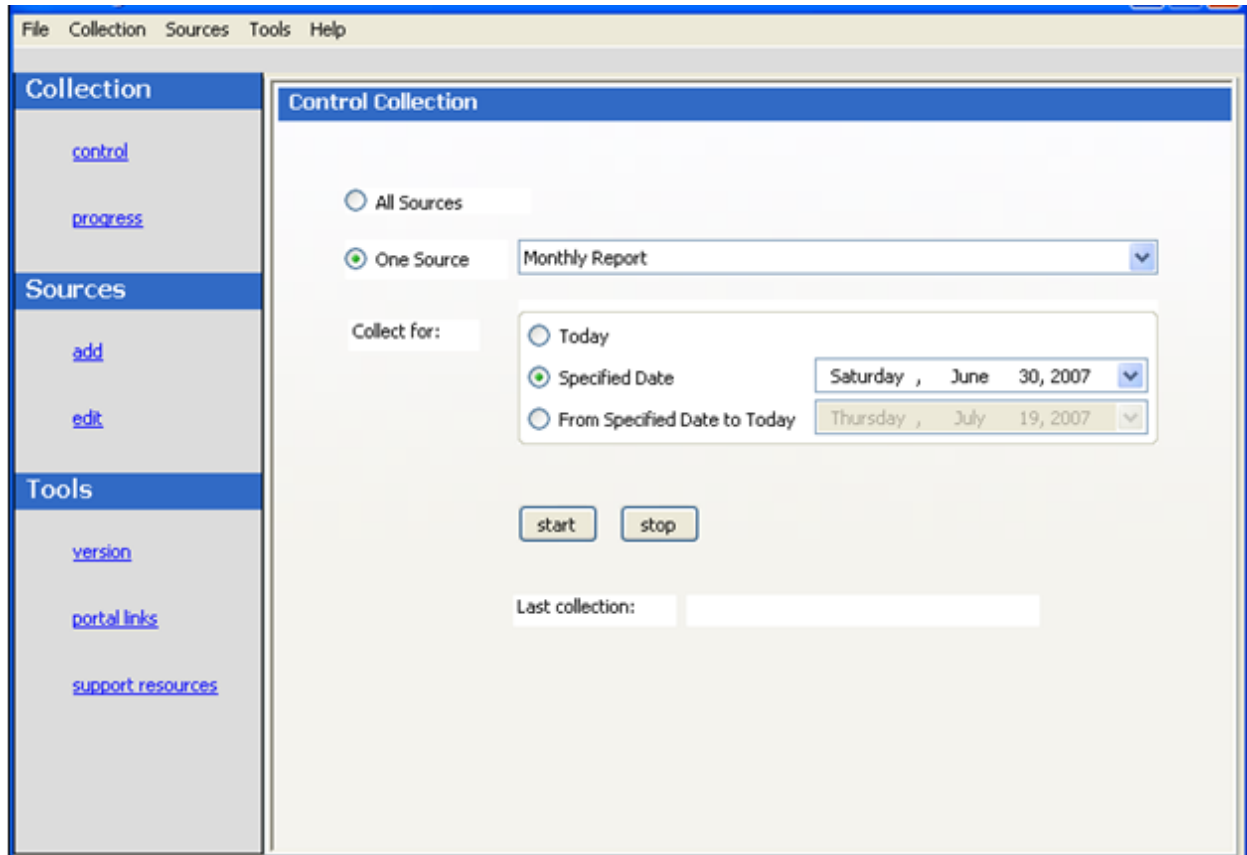 File Collection Sources Tools Help
Collection
control
progress
Sources
add
edit
Tools
version
portal links
support resources
Control Collection
All Sources
One Source Monthly Report
Collect for:
Today
Specified Date Saturday , June 30, 2007
From Specified Date to Today Thursday , July 19, 2007
start stop
Last collection: